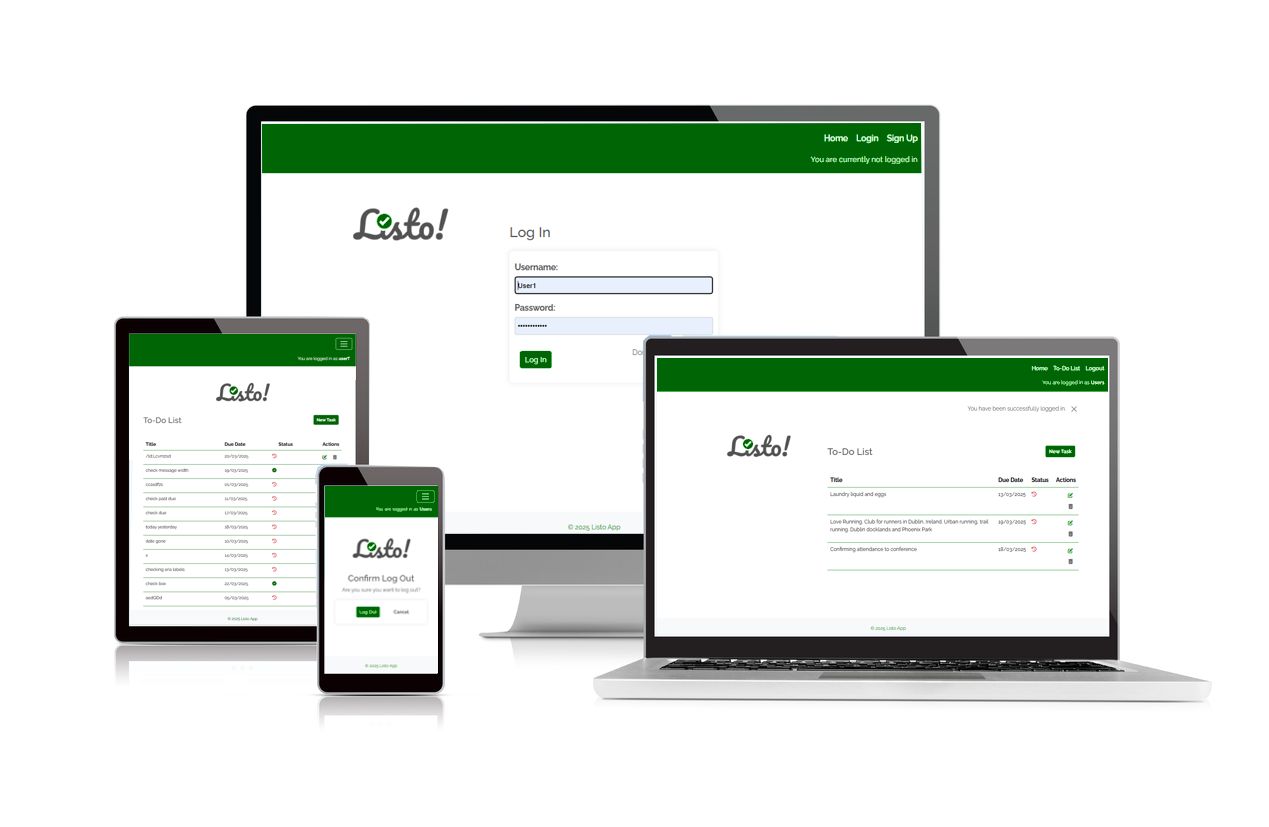 Home Login Sign Up
You are currently not logged in
Listo!
Log In
Username:
User1
Password:
Log In
© 2025 Listo App
You are logged in as
Listo!
To-Do List New Task
Title Due Date Status Actions
20/03/2025
check message width 19/03/2025
01/03/2025
check paid due 11/03/2025
check due 17/03/2025
today yesterday 18/03/2025
date gone 10/03/2025
x 14/03/2025
checking era labels 13/03/2025
check box 22/03/2025
05/03/2025
© 2025 Listo App
You are logged in as Users
Listo!
Confirm Log Out
Are you sure you want to log out?
Log Out Cancel
© 2025 Listo App
Home To-Do List Logout
You are logged in as Users
You have been successfully logged in
Listo!
To-Do List New Task
Title Due Date Status Actions
Laundry liquid and eggs 13/03/2025
Love Running. Club for runners in Dublin, Ireland. Urban running, trail 19/03/2025
running, Dublin docklands and Phoenix Park
Confirming attendance to conference 18/03/2025
© 2025 Listo App